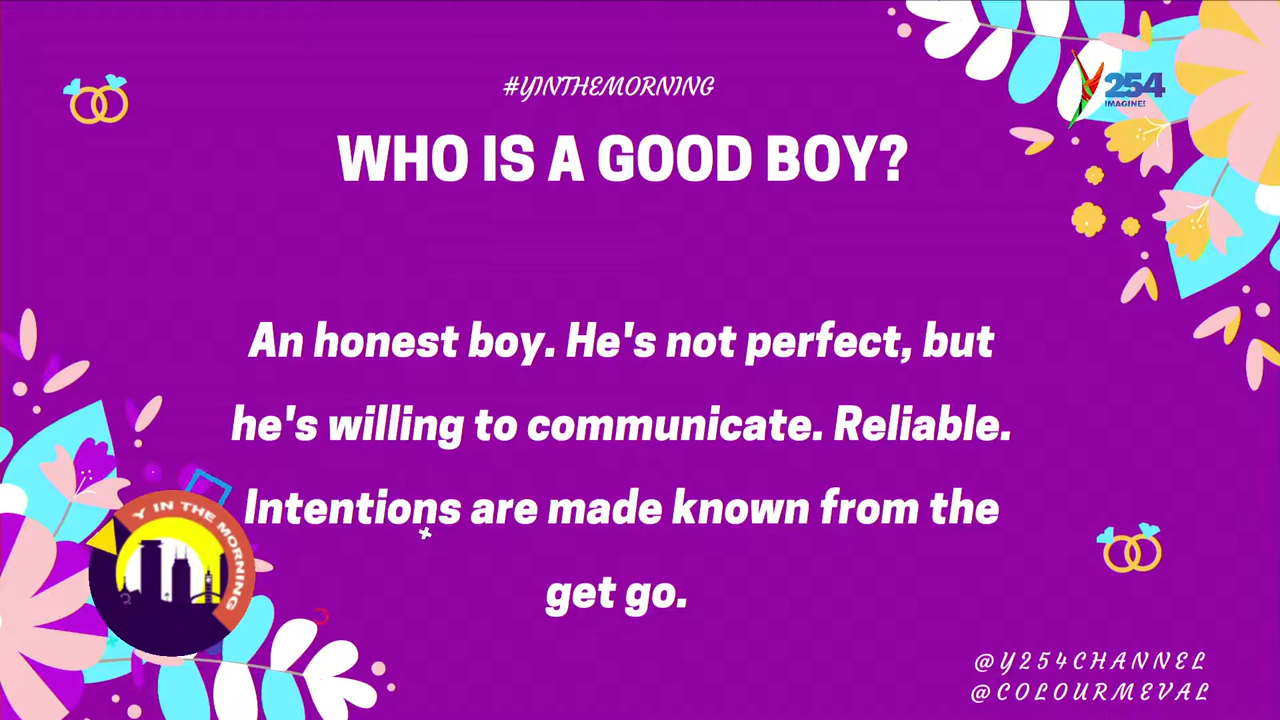 #YINTHEMORNING
254
IMAGINE!
WHO IS A GOOD BOY?
An honest boy. He's not perfect, but
he's willing to communicate. Reliable.
Intentions are made known from the
get go.
Y IN THE MORNING
@Y254CHANNEL
@COLOURMEVAL